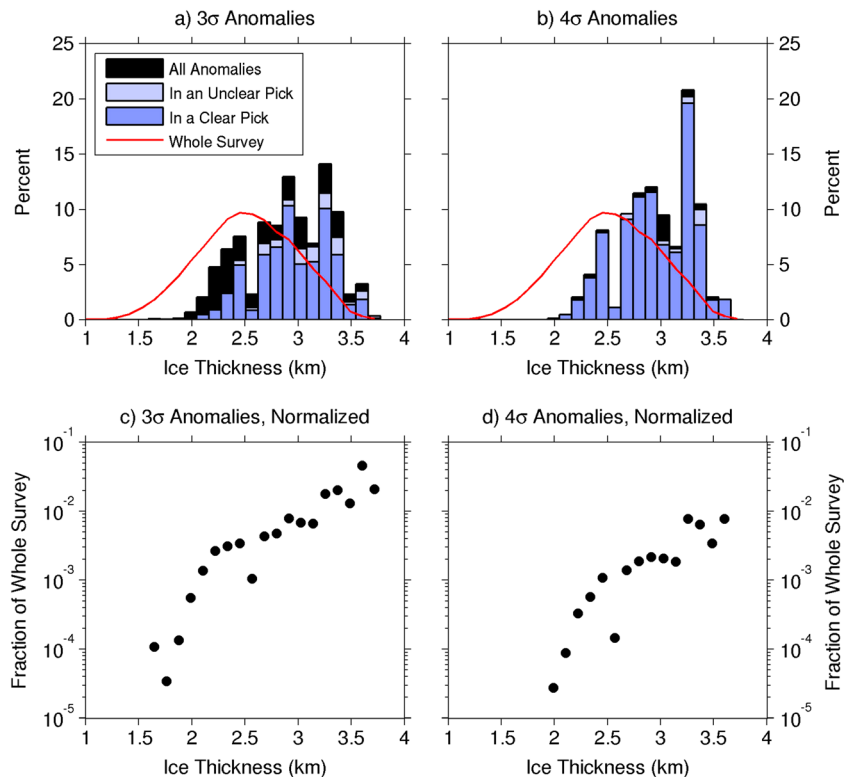 a) 3σ Anomalies
b) 4σ Anomalies
25
20
15
10
5
0
Percent
All Anomalies
In an Unclear Pick
In a Clear Pick
Whole Survey
1 1.5 2 2.5 3 3.5 4
Ice Thickness (km)
1 1.5 2 2.5 3 3.5 4
Ice Thickness (km)
25
20
15
10
5
0
Percent
c) 3σ Anomalies, Normalized
d) 4σ Anomalies, Normalized
10⁻¹
10⁻²
10⁻³
10⁻⁴
10⁻⁵
Fraction of Whole Survey
1 1.5 2 2.5 3 3.5 4
Ice Thickness (km)
1 1.5 2 2.5 3 3.5 4
Ice Thickness (km)
10⁻¹
10⁻²
10⁻³
10⁻⁴
10⁻⁵
Fraction of Whole Survey